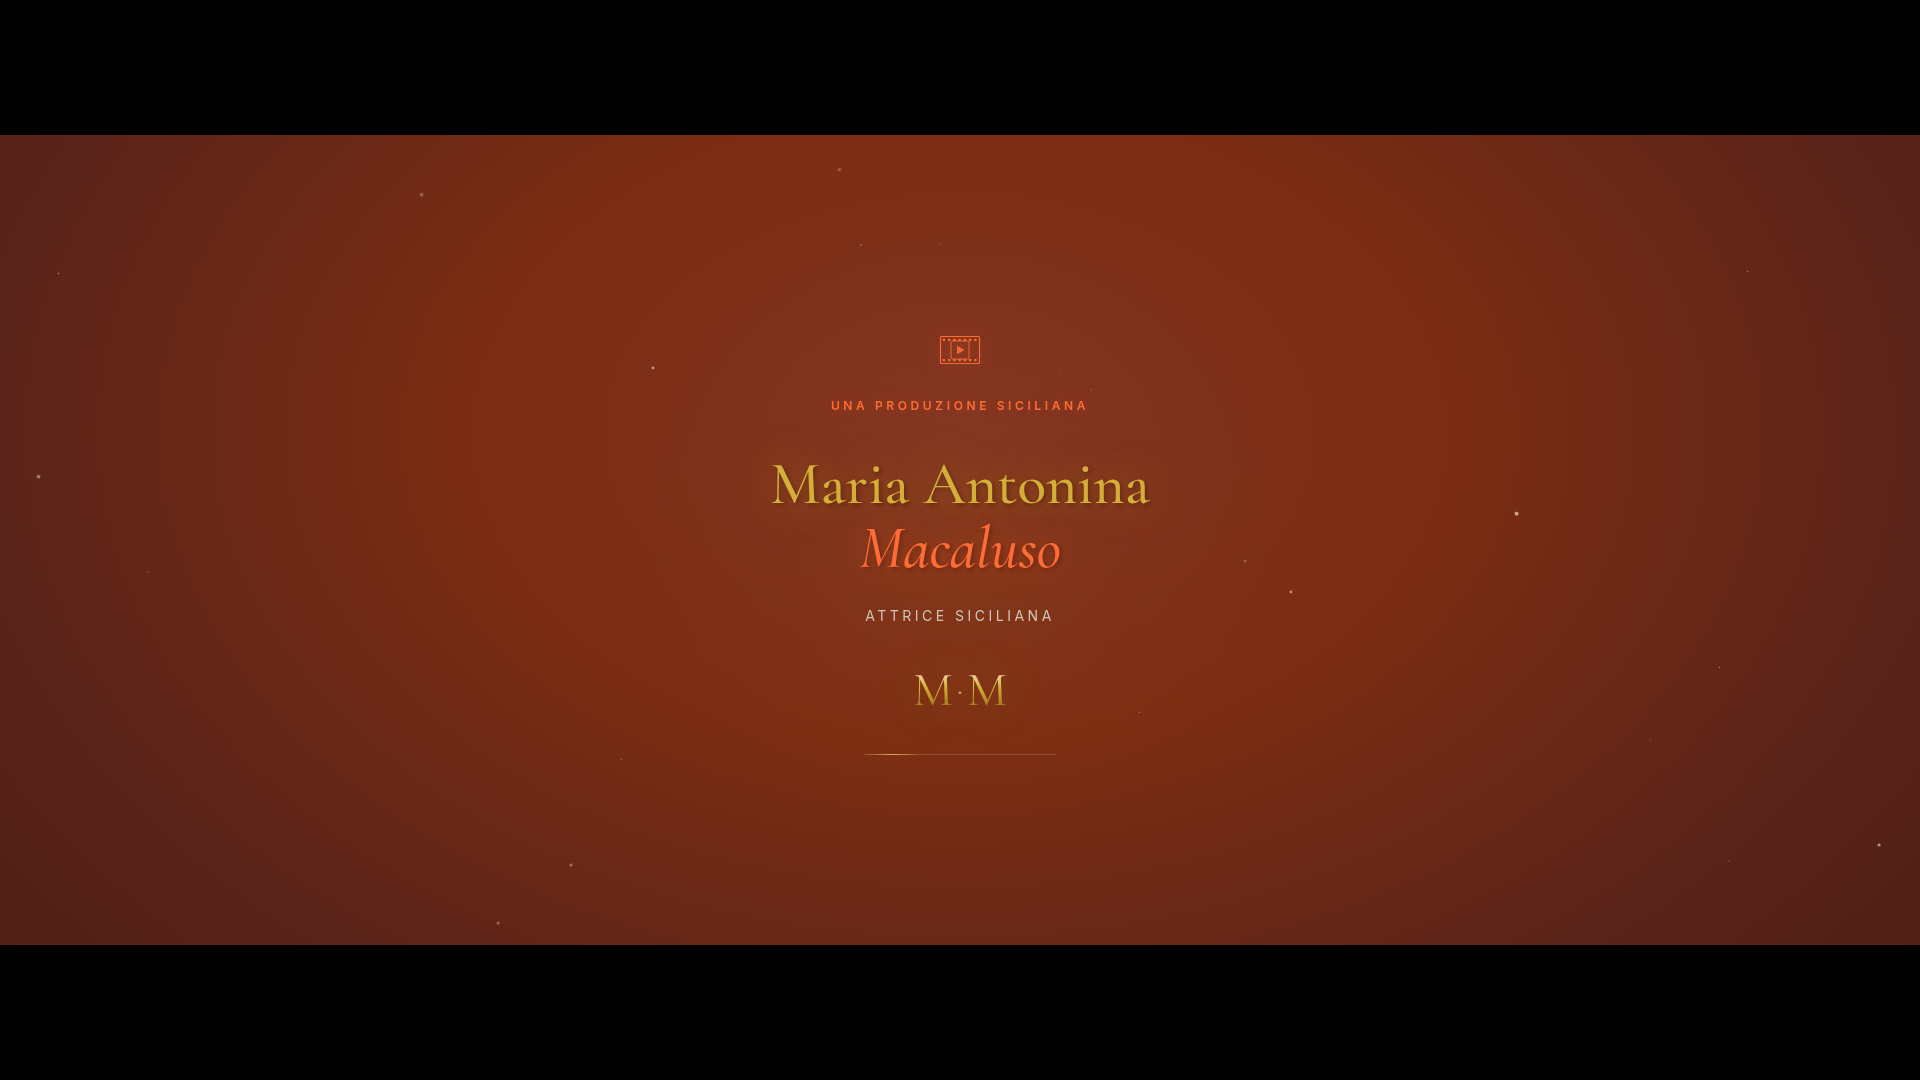 UNA PRODUZIONE SICILIANA
Maria Antonina
Macaluso
ATTRICE SICILIANA
M·M